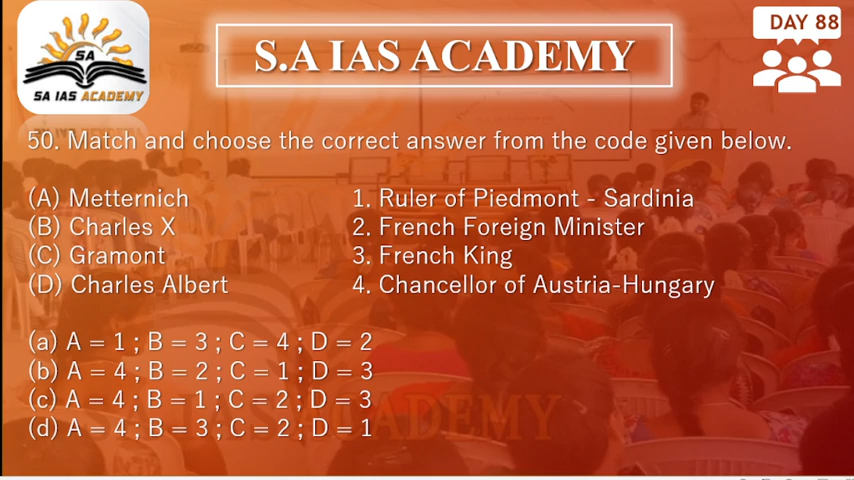 SA
SA IAS ACADEMY
S.A IAS ACADEMY
DAY 88
50. Match and choose the correct answer from the code given below.
(A) Metternich 1. Ruler of Piedmont - Sardinia
(B) Charles X 2. French Foreign Minister
(C) Gramont 3. French King
(D) Charles Albert 4. Chancellor of Austria-Hungary
(a) A = 1 ; B = 3 ; C = 4 ; D = 2
(b) A = 4 ; B = 2 ; C = 1 ; D = 3
(c) A = 4 ; B = 1 ; C = 2 ; D = 3
(d) A = 4 ; B = 3 ; C = 2 ; D = 1